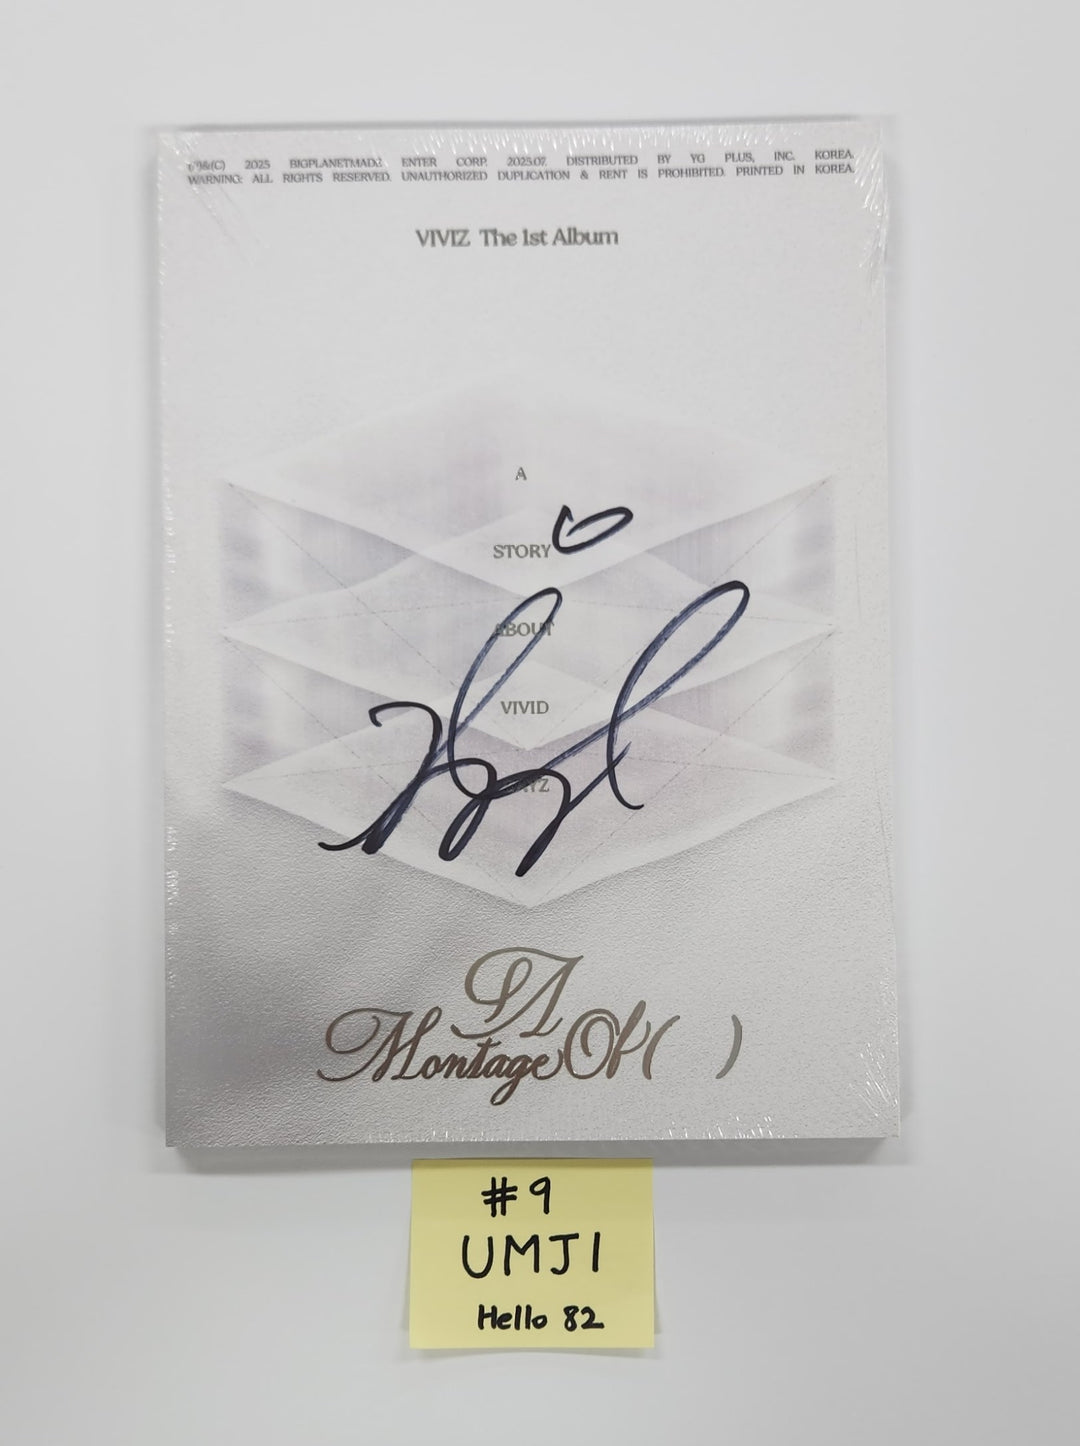 2025 BIGPLANETMADE ENTER CORP. 2025.07. DISTRIBUTED BY YG PLUS, INC. KOREA.
WARNING: ALL RIGHTS RESERVED. UNAUTHORIZED DUPLICATION & RENT IS PROHIBITED. PRINTED IN KOREA.
VIVIZ The 1st Album
A
STORY
ABOUT
VIVID
A
Montage Of ( )
#9
UMJI
Hello 82